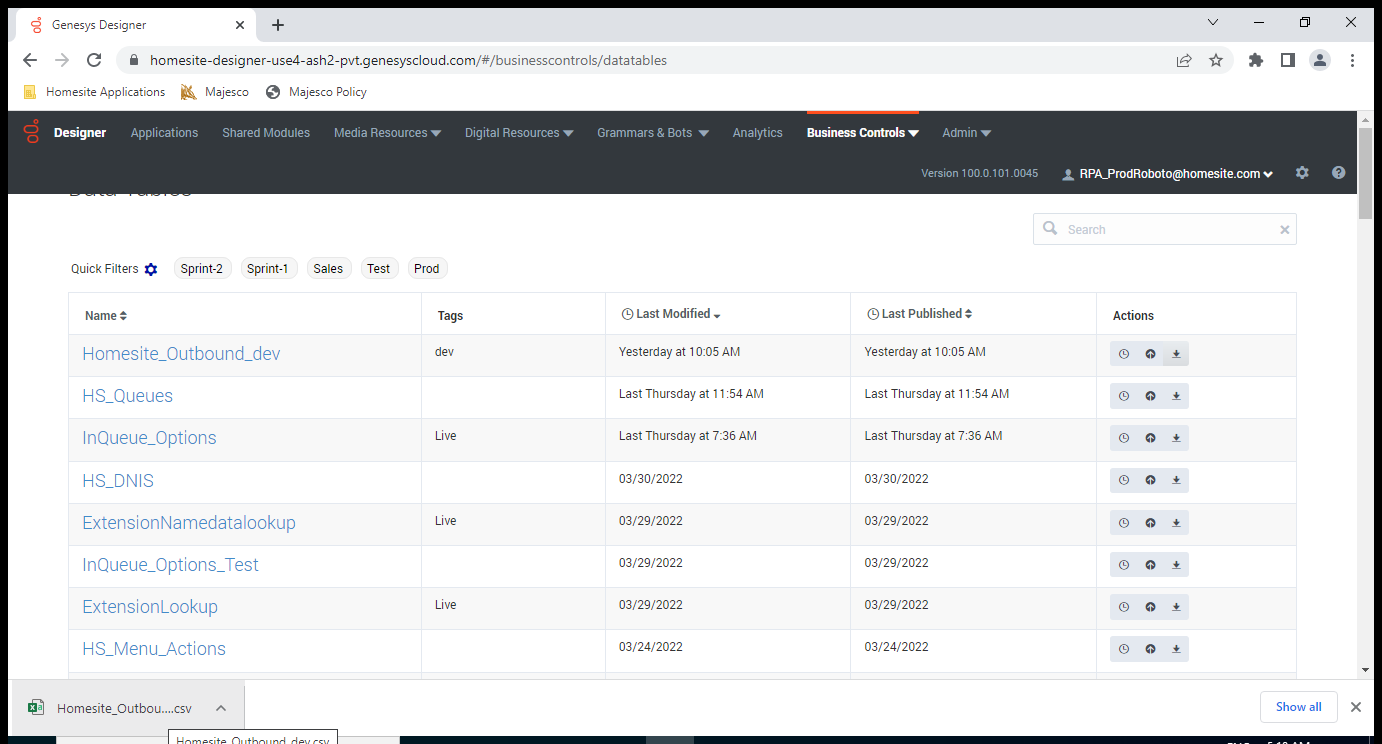 Genesys Designer
homesite-designer-use4-ash2-pvt.genesyscloud.com/#/businesscontrols/datatables
Homesite Applications Majesco Majesco Policy
Designer Applications Shared Modules Media Resources Digital Resources Grammars & Bots Analytics Business Controls Admin
Version 100.0.101.0045 RPA_ProdRoboto@homesite.com
Data Tables
Search
Quick Filters Sprint-2 Sprint-1 Sales Test Prod
Name Tags Last Modified Last Published Actions
Homesite_Outbound_dev dev Yesterday at 10:05 AM Yesterday at 10:05 AM
HS_Queues Last Thursday at 11:54 AM Last Thursday at 11:54 AM
InQueue_Options Live Last Thursday at 7:36 AM Last Thursday at 7:36 AM
HS_DNIS 03/30/2022 03/30/2022
ExtensionNamedatalookup Live 03/29/2022 03/29/2022
InQueue_Options_Test 03/29/2022 03/29/2022
ExtensionLookup Live 03/29/2022 03/29/2022
HS_Menu_Actions 03/24/2022 03/24/2022
Homesite_Outbou....csv Show all
Homesite_Outbound_dev.csv